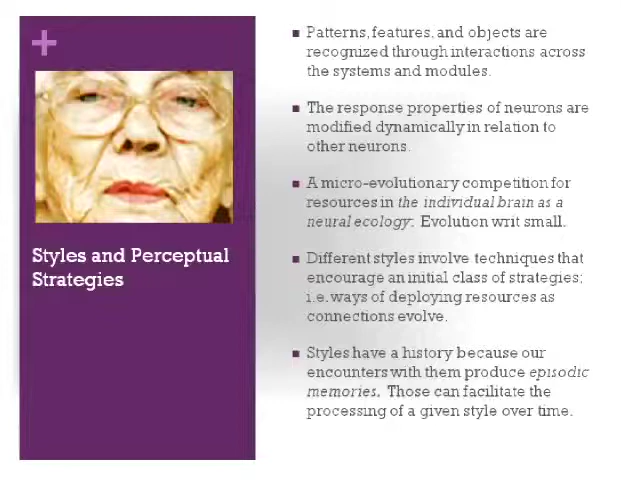 +
Styles and Perceptual
Strategies
■ Patterns, features, and objects are
recognized through interactions across
the systems and modules.
■ The response properties of neurons are
modified dynamically in relation to
other neurons.
■ A micro-evolutionary competition for
resources in the individual brain as a
neural ecology: Evolution writ small.
■ Different styles involve techniques that
encourage an initial class of strategies:
i.e. ways of deploying resources as
connections evolve.
■ Styles have a history because our
encounters with them produce episodic
memories. Those can facilitate the
processing of a given style over time.